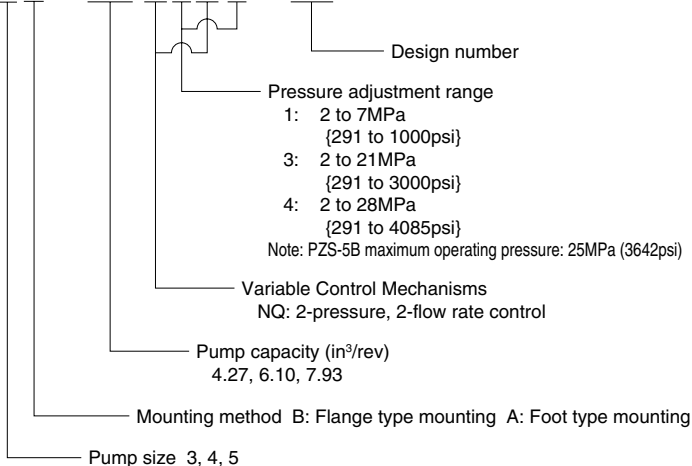 Design number
Pressure adjustment range
1: 2 to 7MPa
{291 to 1000psi}
3: 2 to 21MPa
{291 to 3000psi}
4: 2 to 28MPa
{291 to 4085psi}
Note: PZS-5B maximum operating pressure: 25MPa (3642psi)
Variable Control Mechanisms
NQ: 2-pressure, 2-flow rate control
Pump capacity (in³/rev)
4.27, 6.10, 7.93
Mounting method B: Flange type mounting A: Foot type mounting
Pump size 3, 4, 5